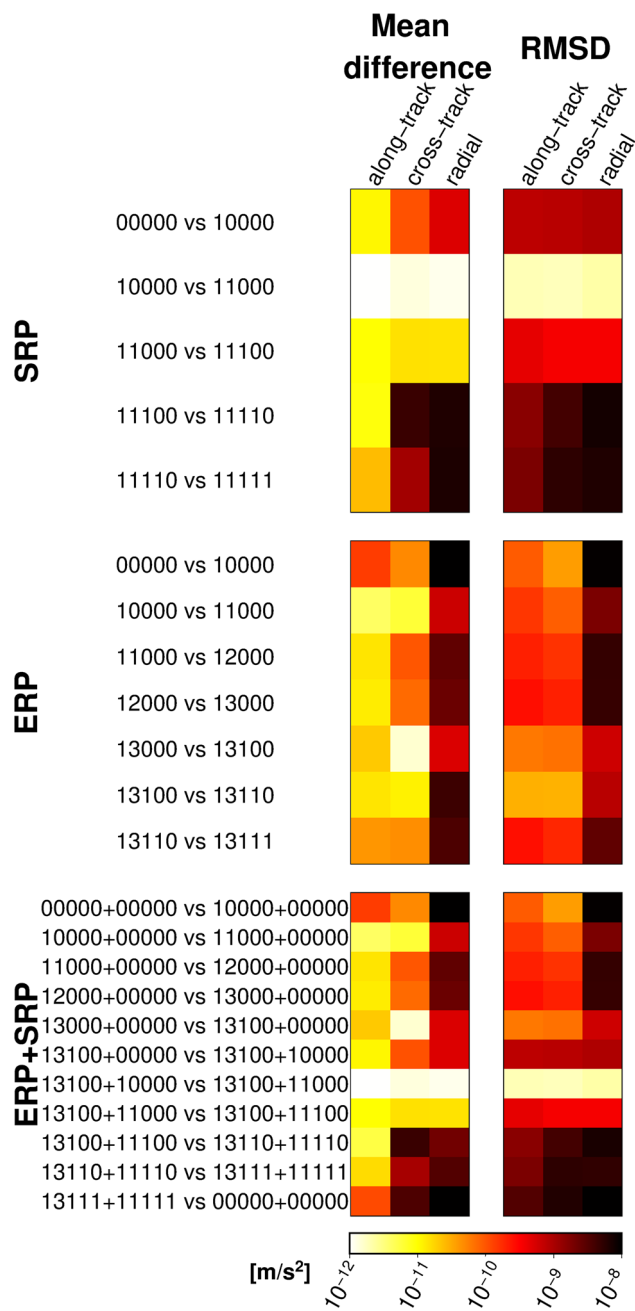 Mean
difference
RMSD
along−track
cross−track
radial
along−track
cross−track
radial
SRP
00000 vs 10000
10000 vs 11000
11000 vs 11100
11100 vs 11110
11110 vs 11111
ERP
00000 vs 10000
10000 vs 11000
11000 vs 12000
12000 vs 13000
13000 vs 13100
13100 vs 13110
13110 vs 13111
ERP+SRP
00000+00000 vs 10000+00000
10000+00000 vs 11000+00000
11000+00000 vs 12000+00000
12000+00000 vs 13000+00000
13000+00000 vs 13100+00000
13100+00000 vs 13100+10000
13100+10000 vs 13100+11000
13100+11000 vs 13100+11100
13100+11100 vs 13110+11110
13110+11110 vs 13111+11111
13111+11111 vs 00000+00000
[m/s²]
10⁻¹²
10⁻¹¹
10⁻¹⁰
10⁻⁹
10⁻⁸